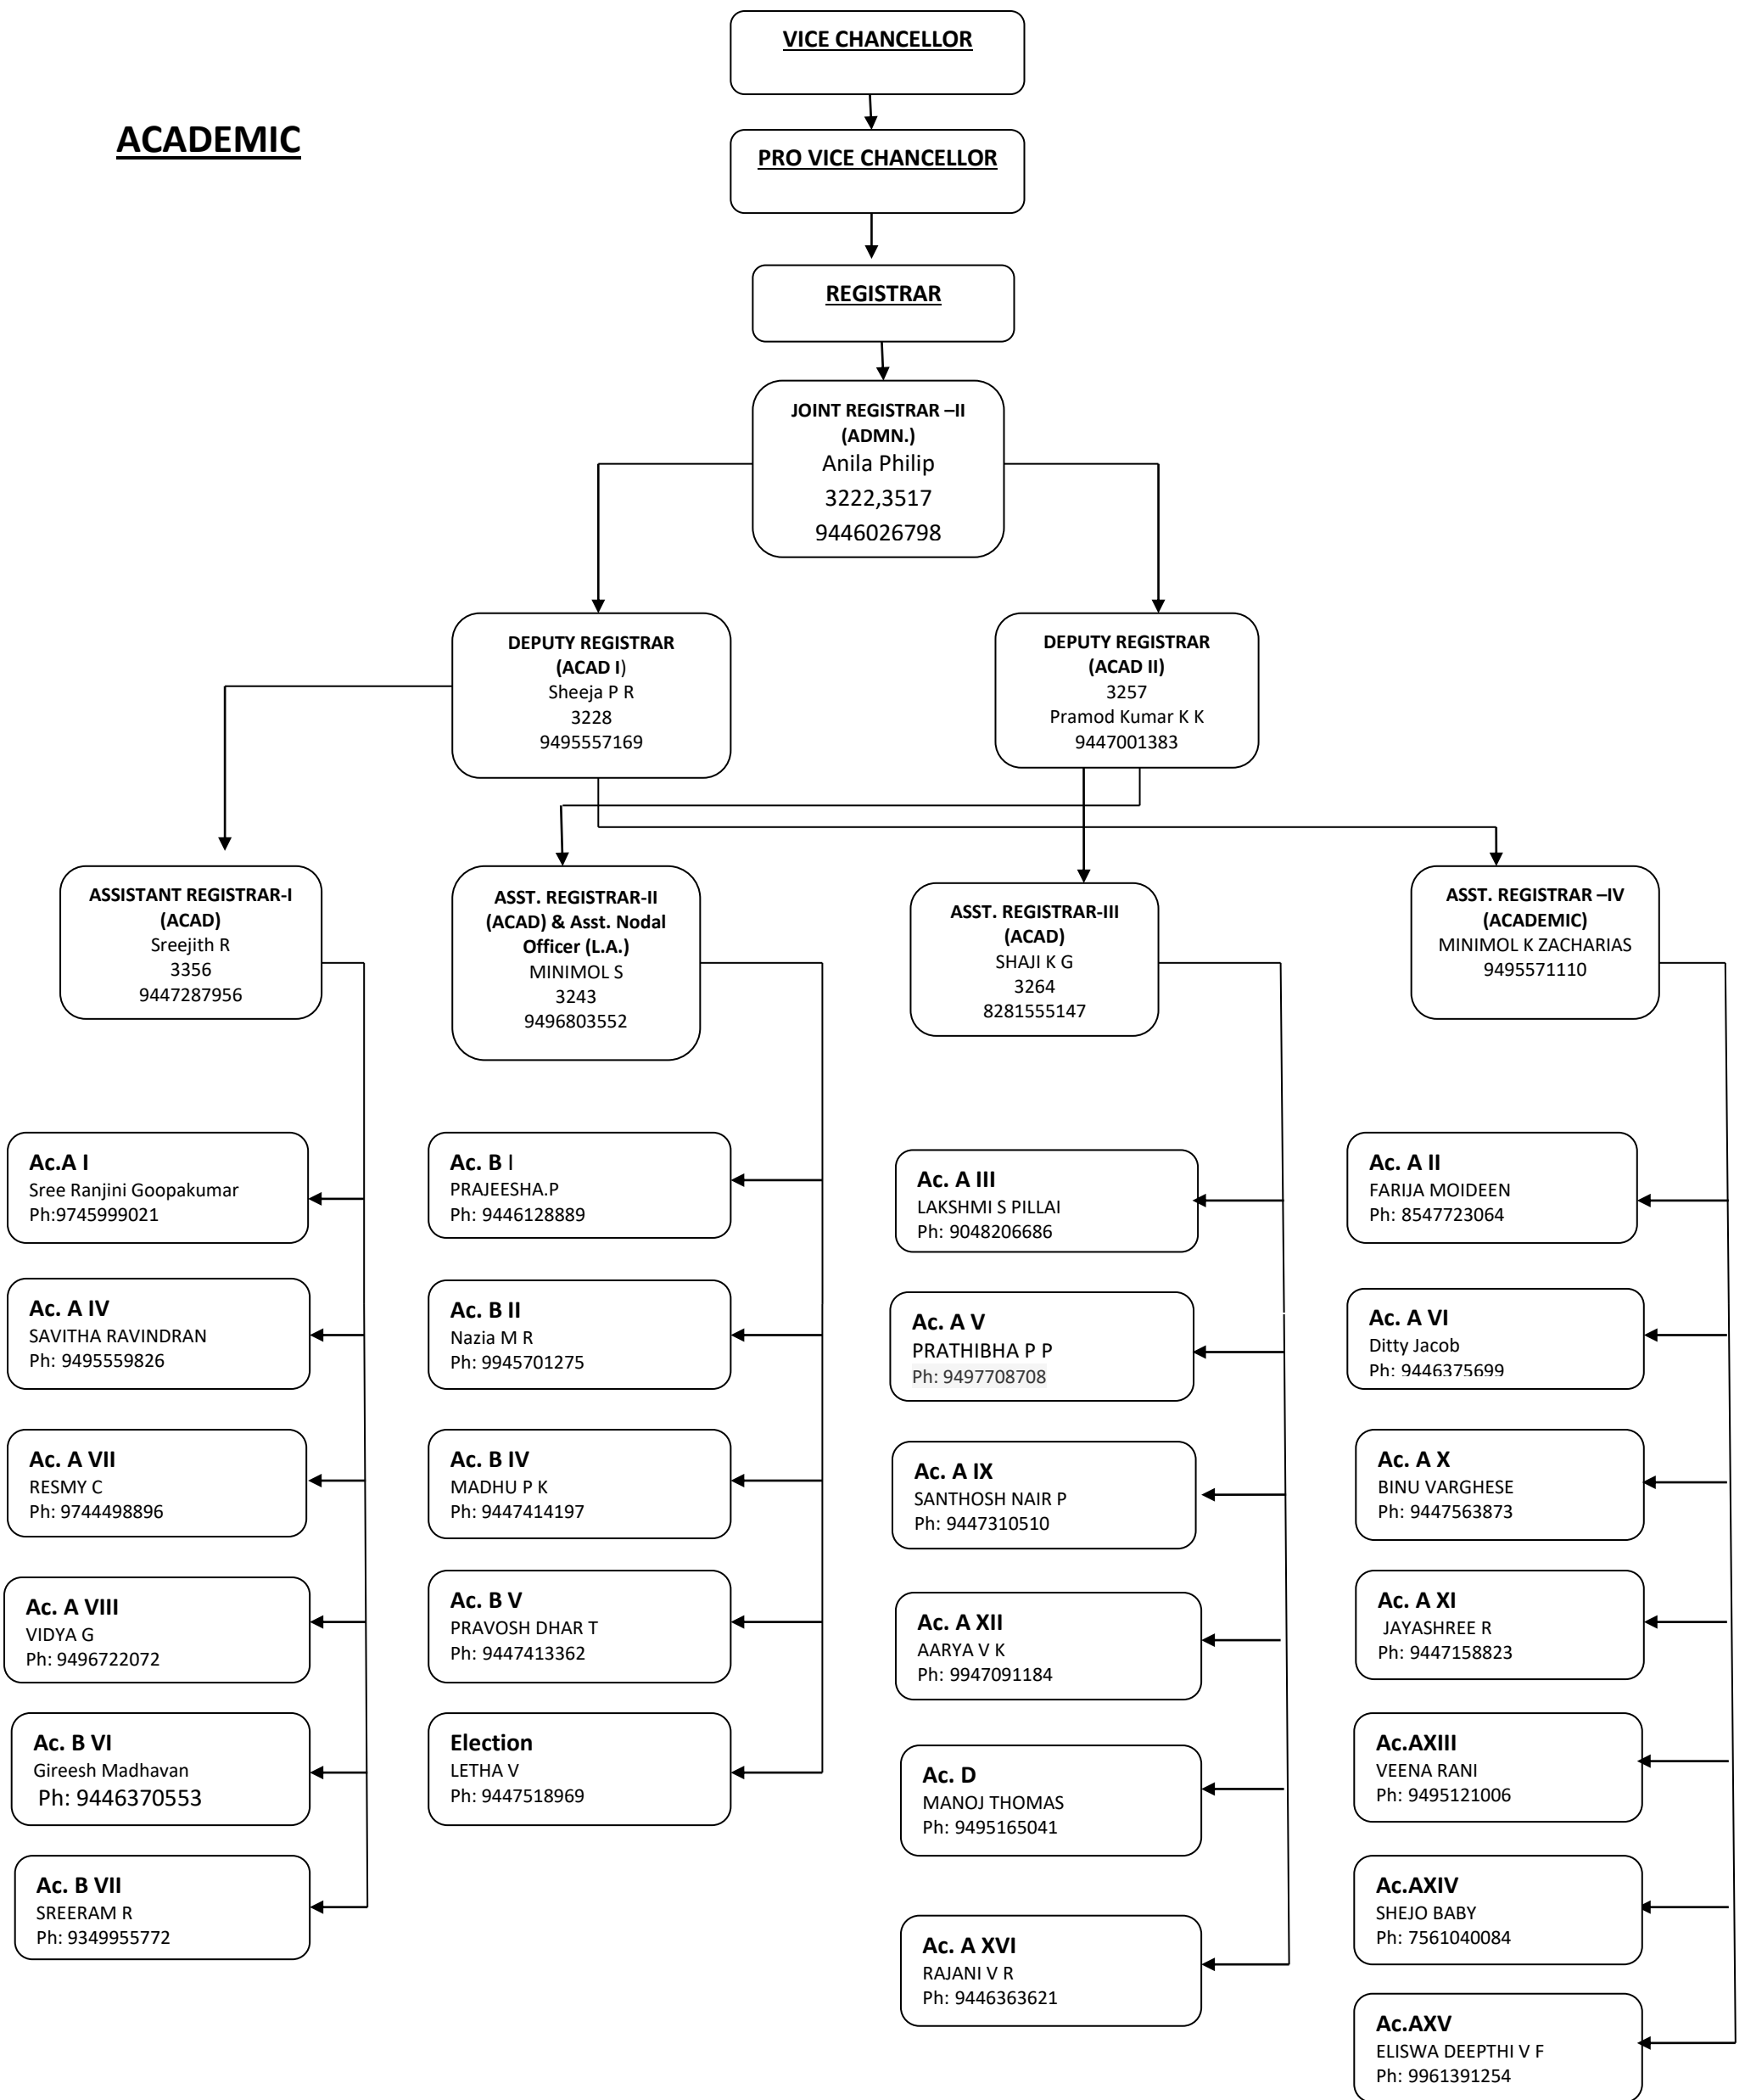 VICE CHANCELLOR
ACADEMIC
PRO VICE CHANCELLOR
REGISTRAR
JOINT REGISTRAR –II
(ADMN.)
Anila Philip
3222,3517
9446026798
DEPUTY REGISTRAR
(ACAD I)
Sheeja P R
3228
9495557169
DEPUTY REGISTRAR
(ACAD II)
3257
Pramod Kumar K K
9447001383
ASSISTANT REGISTRAR-I
(ACAD)
Sreejith R
3356
9447287956
ASST. REGISTRAR-II
(ACAD) & Asst. Nodal
Officer (L.A.)
MINIMOL S
3243
9496803552
ASST. REGISTRAR-III
(ACAD)
SHAJI K G
3264
8281555147
ASST. REGISTRAR –IV
(ACADEMIC)
MINIMOL K ZACHARIAS
9495571110
Ac.A I
Sree Ranjini Goopakumar
Ph:9745999021
Ac. A IV
SAVITHA RAVINDRAN
Ph: 9495559826
Ac. A VII
RESMY C
Ph: 9744498896
Ac. A VIII
VIDYA G
Ph: 9496722072
Ac. B VI
Gireesh Madhavan
Ph: 9446370553
Ac. B VII
SREERAM R
Ph: 9349955772
Ac. B I
PRAJEESHA.P
Ph: 9446128889
Ac. B II
Nazia M R
Ph: 9945701275
Ac. B IV
MADHU P K
Ph: 9447414197
Ac. B V
PRAVOSH DHAR T
Ph: 9447413362
Election
LETHA V
Ph: 9447518969
Ac. A III
LAKSHMI S PILLAI
Ph: 9048206686
Ac. A V
PRATHIBHA P P
Ph: 9497708708
Ac. A IX
SANTHOSH NAIR P
Ph: 9447310510
Ac. A XII
AARYA V K
Ph: 9947091184
Ac. D
MANOJ THOMAS
Ph: 9495165041
Ac. A XVI
RAJANI V R
Ph: 9446363621
Ac. A II
FARIJA MOIDEEN
Ph: 8547723064
Ac. A VI
Ditty Jacob
Ph: 9446375699
Ac. A X
BINU VARGHESE
Ph: 9447563873
Ac. A XI
JAYASHREE R
Ph: 9447158823
Ac.AXIII
VEENA RANI
Ph: 9495121006
Ac.AXIV
SHEJO BABY
Ph: 7561040084
Ac.AXV
ELISWA DEEPTHI V F
Ph: 9961391254